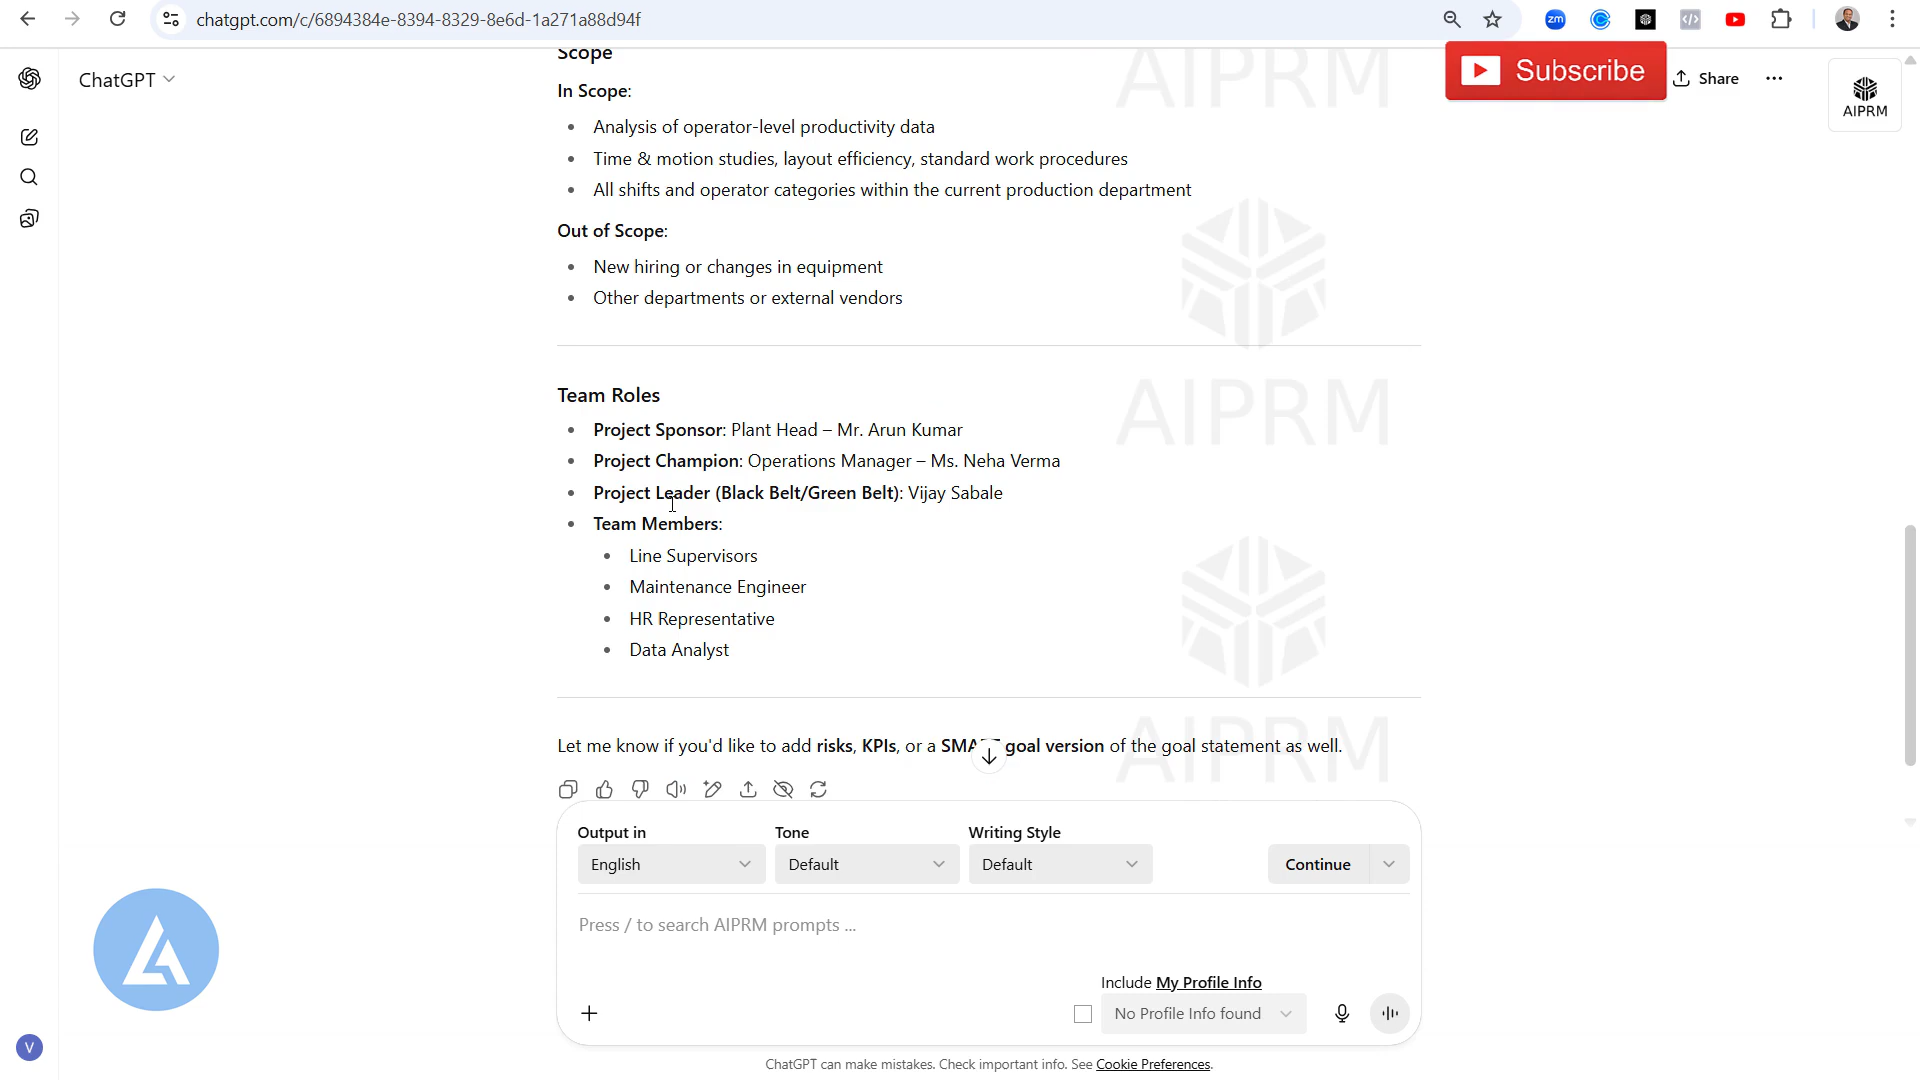 chatgpt.com/c/6894384e-8394-8329-8e6d-1a271a88d94f
zm
Subscribe
ChatGPT
Share
AIPRM
Scope
In Scope:
Analysis of operator-level productivity data
Time & motion studies, layout efficiency, standard work procedures
All shifts and operator categories within the current production department
Out of Scope:
New hiring or changes in equipment
Other departments or external vendors
Team Roles
Project Sponsor: Plant Head – Mr. Arun Kumar
Project Champion: Operations Manager – Ms. Neha Verma
Project Leader (Black Belt/Green Belt): Vijay Sabale
Team Members:
Line Supervisors
Maintenance Engineer
HR Representative
Data Analyst
Let me know if you'd like to add risks, KPIs, or a SMART goal version of the goal statement as well.
AIPRM
AIPRM
AIPRM
Output in
Tone
Writing Style
English
Default
Default
Continue
Press / to search AIPRM prompts ...
Include My Profile Info
No Profile Info found
V
ChatGPT can make mistakes. Check important info. See Cookie Preferences.